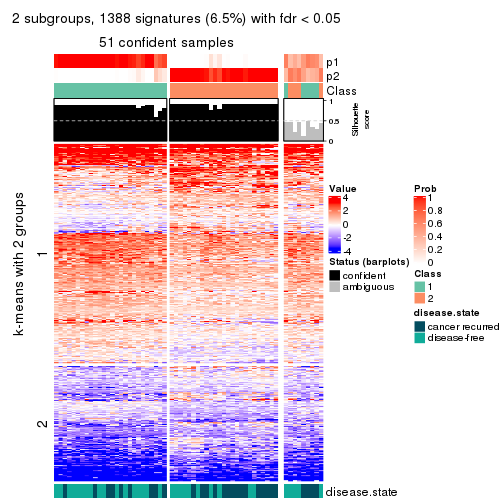 2 subgroups, 1388 signatures (6.5%) with fdr < 0.05
51 confident samples
p1
p2
Class
1
0.5
0
Silhouette
score
k-means with 2 groups
1
2
Value
4
2
0
-2
-4
Status (barplots)
confident
ambiguous
Prob
1
0.8
0.6
0.4
0.2
0
Class
1
2
disease.state
cancer recurred
disease-free
disease.state